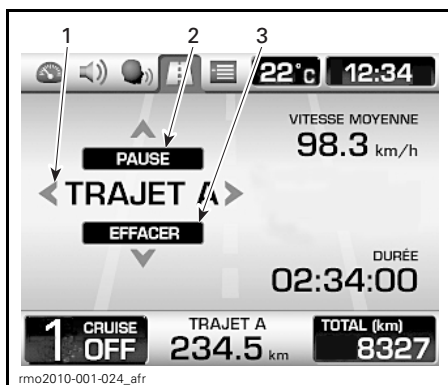 1 2 3
22°c 12:34
PAUSE
TRAJET A
EFFACER
VITESSE MOYENNE
98.3 km/h
DURÉE
02:34:00
1 CRUISE OFF
TRAJET A
234.5 km
TOTAL (km)
8327
rmo2010-001-024_afr